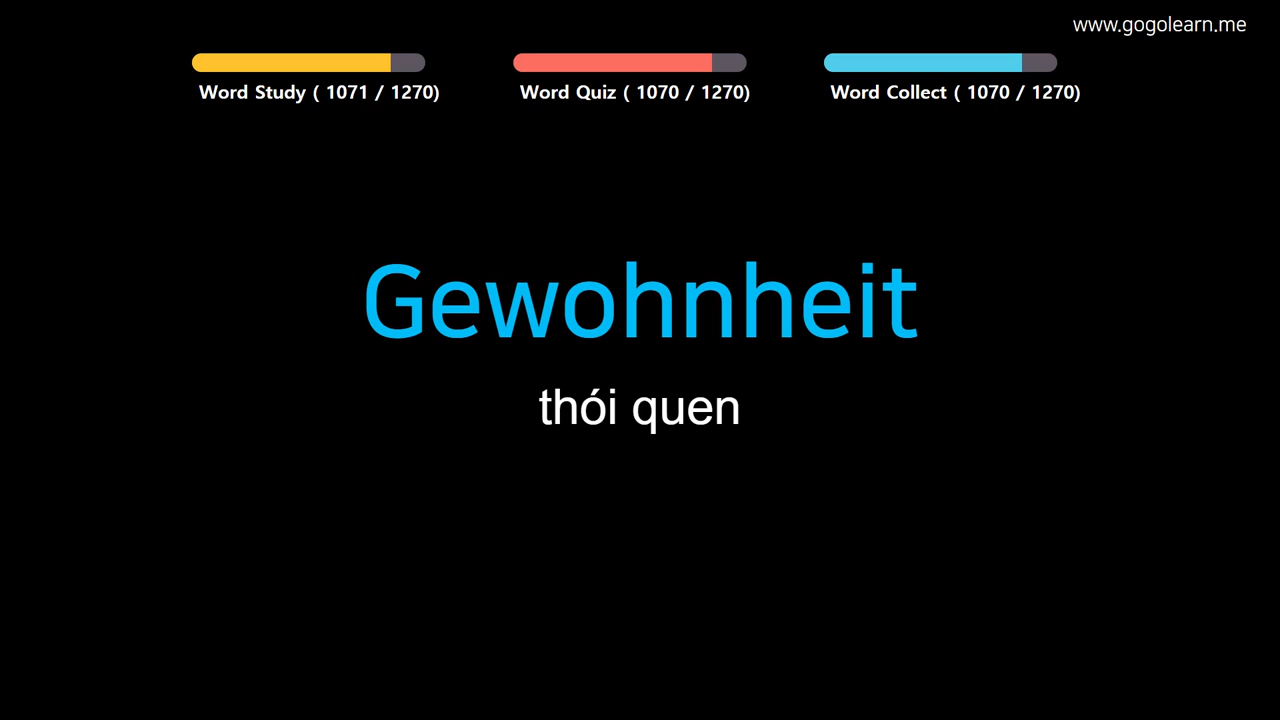 www.gogolearn.me
Word Study ( 1071 / 1270)
Word Quiz ( 1070 / 1270)
Word Collect ( 1070 / 1270)
Gewohnheit
thói quen